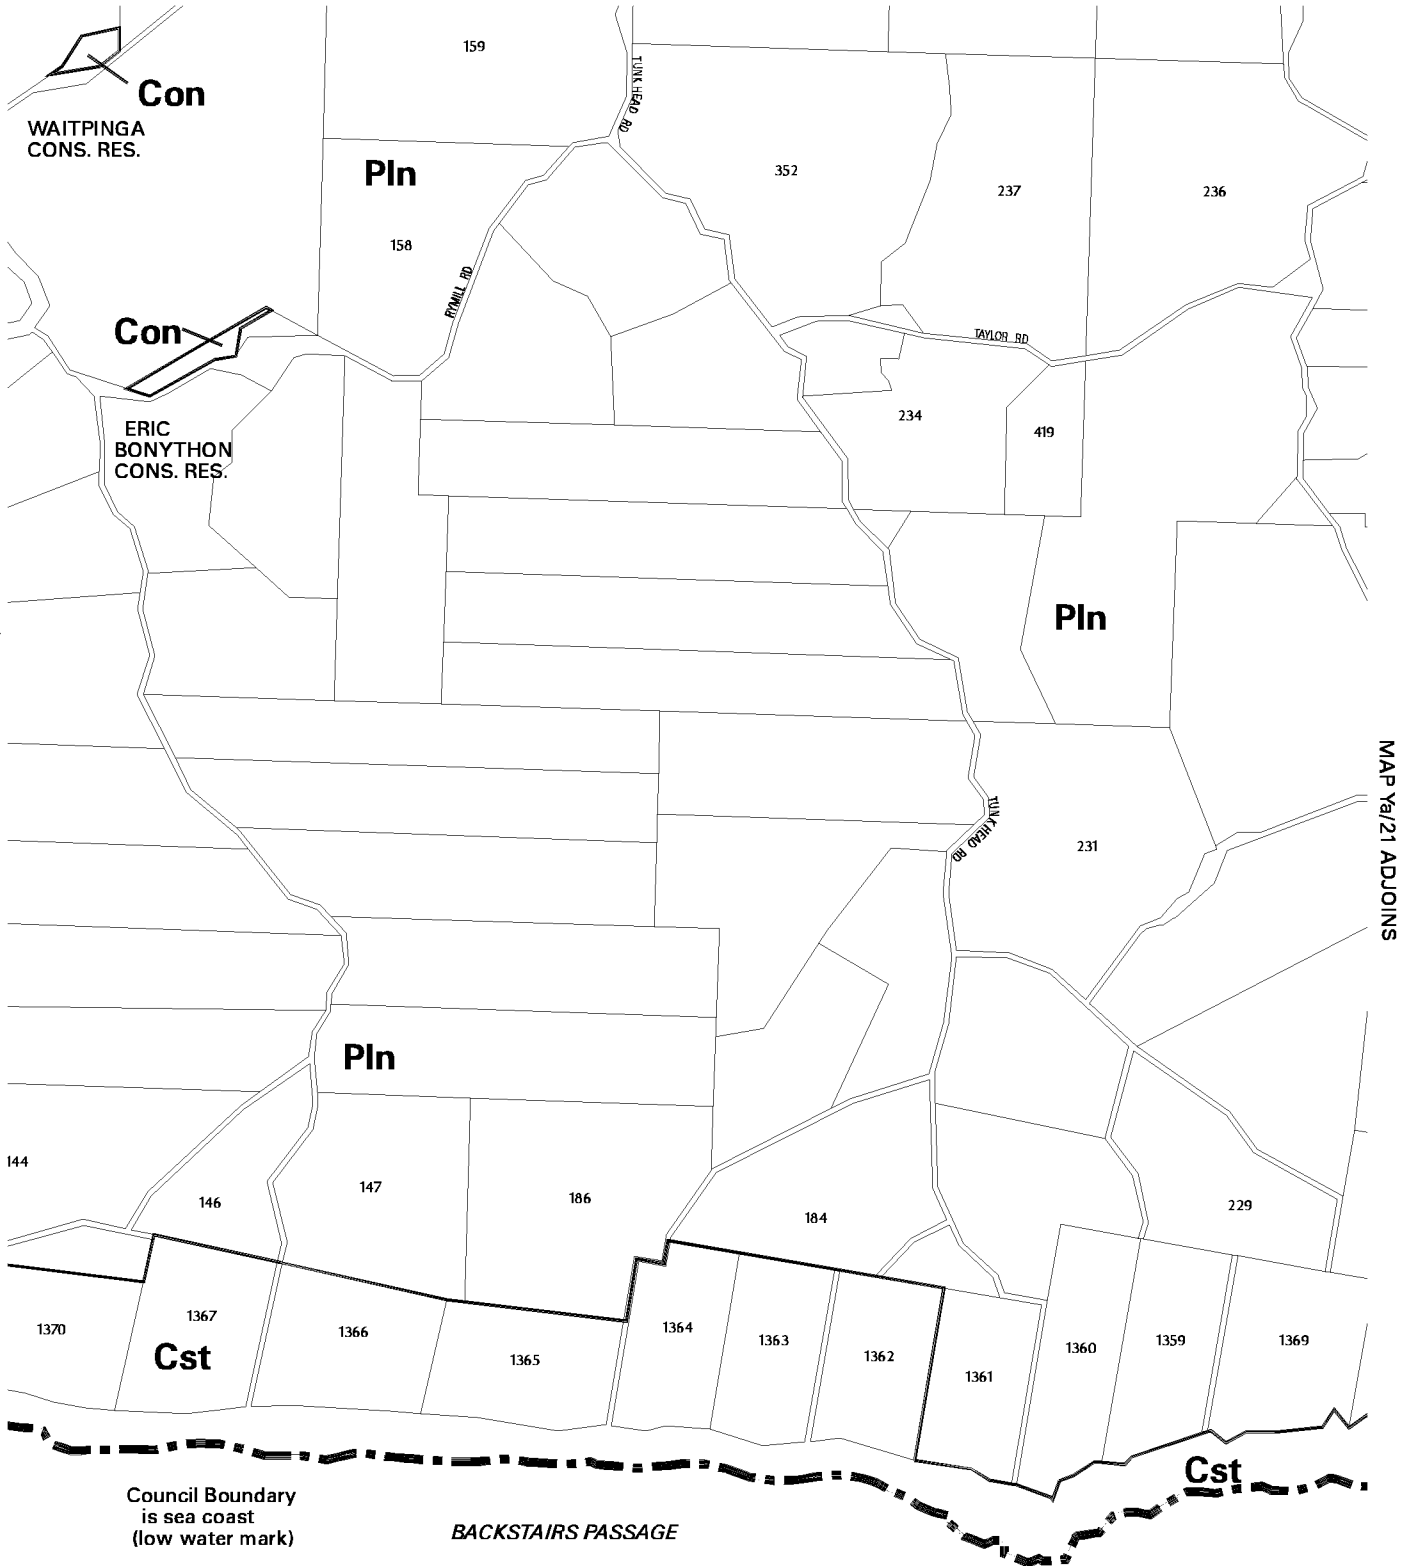 159
TUNK HEAD RD
Con
WAITPINGA
CONS. RES.
Pln
352
237
236
158
RYMILL RD
Con
TAYLOR RD
ERIC
BONYTHON
CONS. RES.
234
419
Pln
MAP Ya/21 ADJOINS
TUNK HEAD RD
231
Pln
144
146
147
186
184
229
1370
1367
1366
1365
1364
1363
1362
1361
1360
1359
1369
Cst
Cst
Council Boundary
is sea coast
(low water mark)
BACKSTAIRS PASSAGE